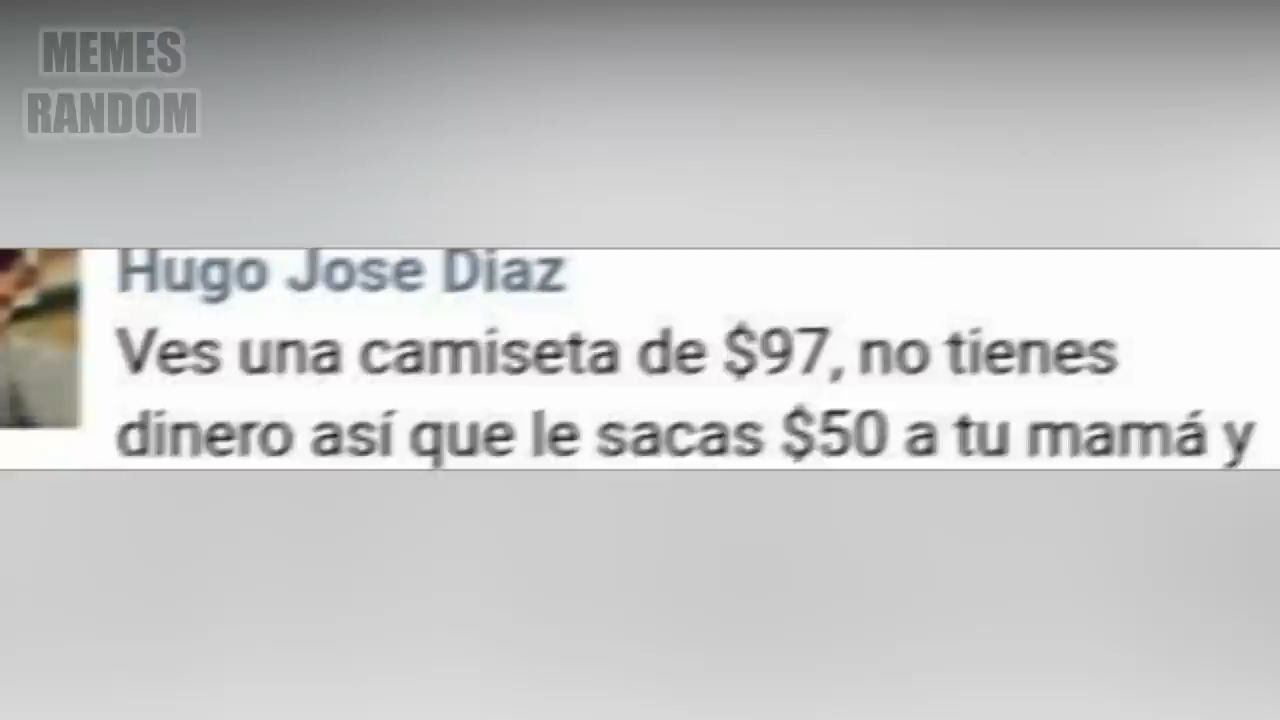 MEMES
RANDOM
Hugo Jose Diaz
Ves una camiseta de $97, no tienes
dinero así que le sacas $50 a tu mamá y